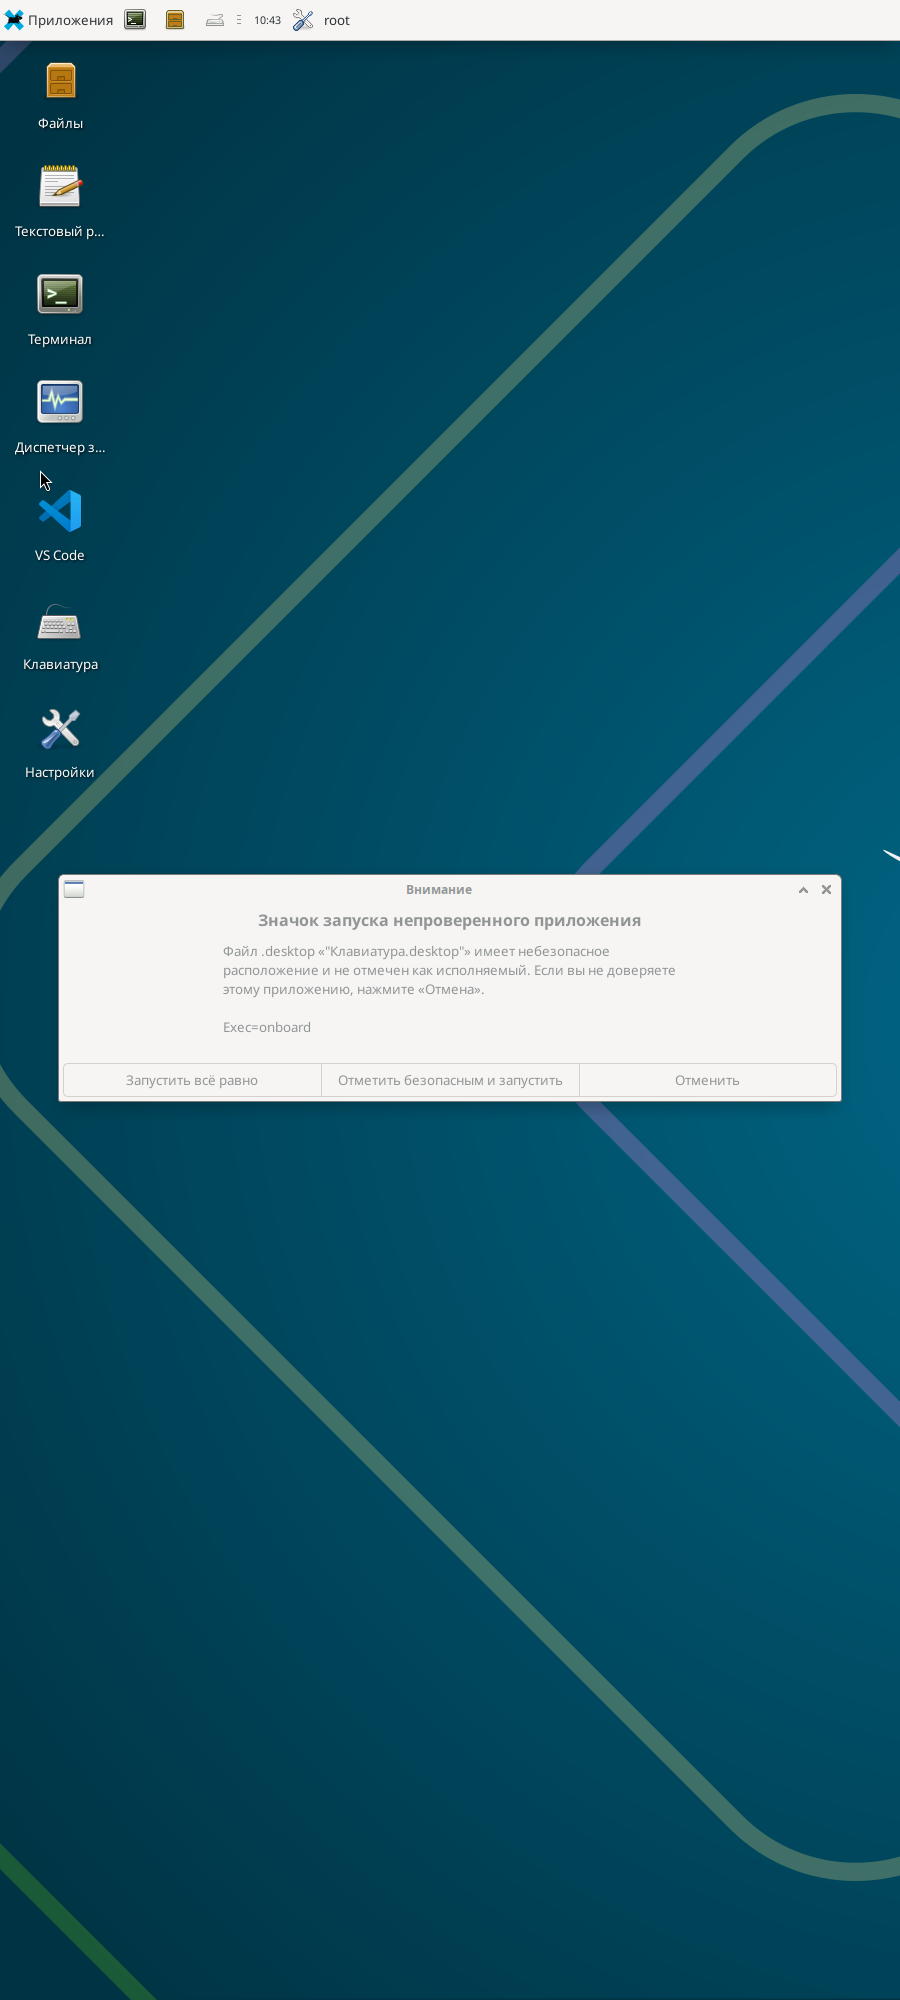 Приложения
10:43
root
Файлы
Текстовый р...
Терминал
Диспетчер з...
VS Code
Клавиатура
Настройки
Внимание
Значок запуска непроверенного приложения
Файл .desktop «"Клавиатура.desktop"» имеет небезопасное
расположение и не отмечен как исполняемый. Если вы не доверяете
этому приложению, нажмите «Отмена».
Exec=onboard
Запустить всё равно
Отметить безопасным и запустить
Отменить